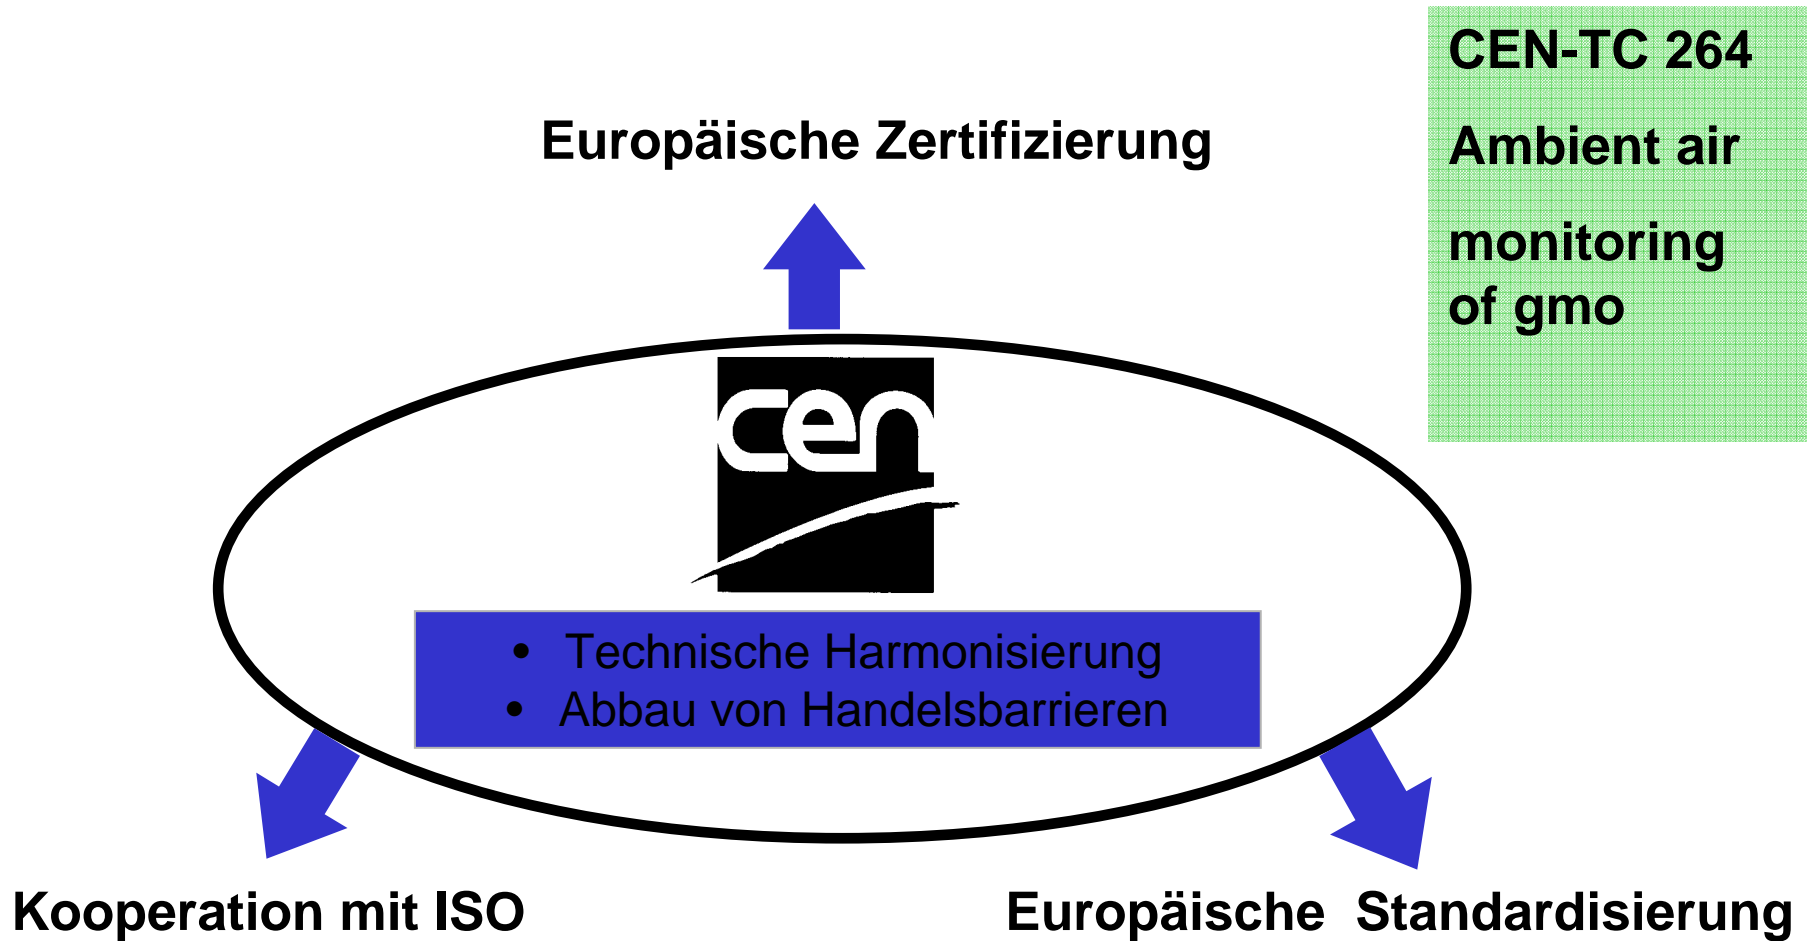 CEN-TC 264
Ambient air
monitoring
of gmo
Europäische Zertifizierung
cen
• Technische Harmonisierung
• Abbau von Handelsbarrieren
Kooperation mit ISO
Europäische Standardisierung